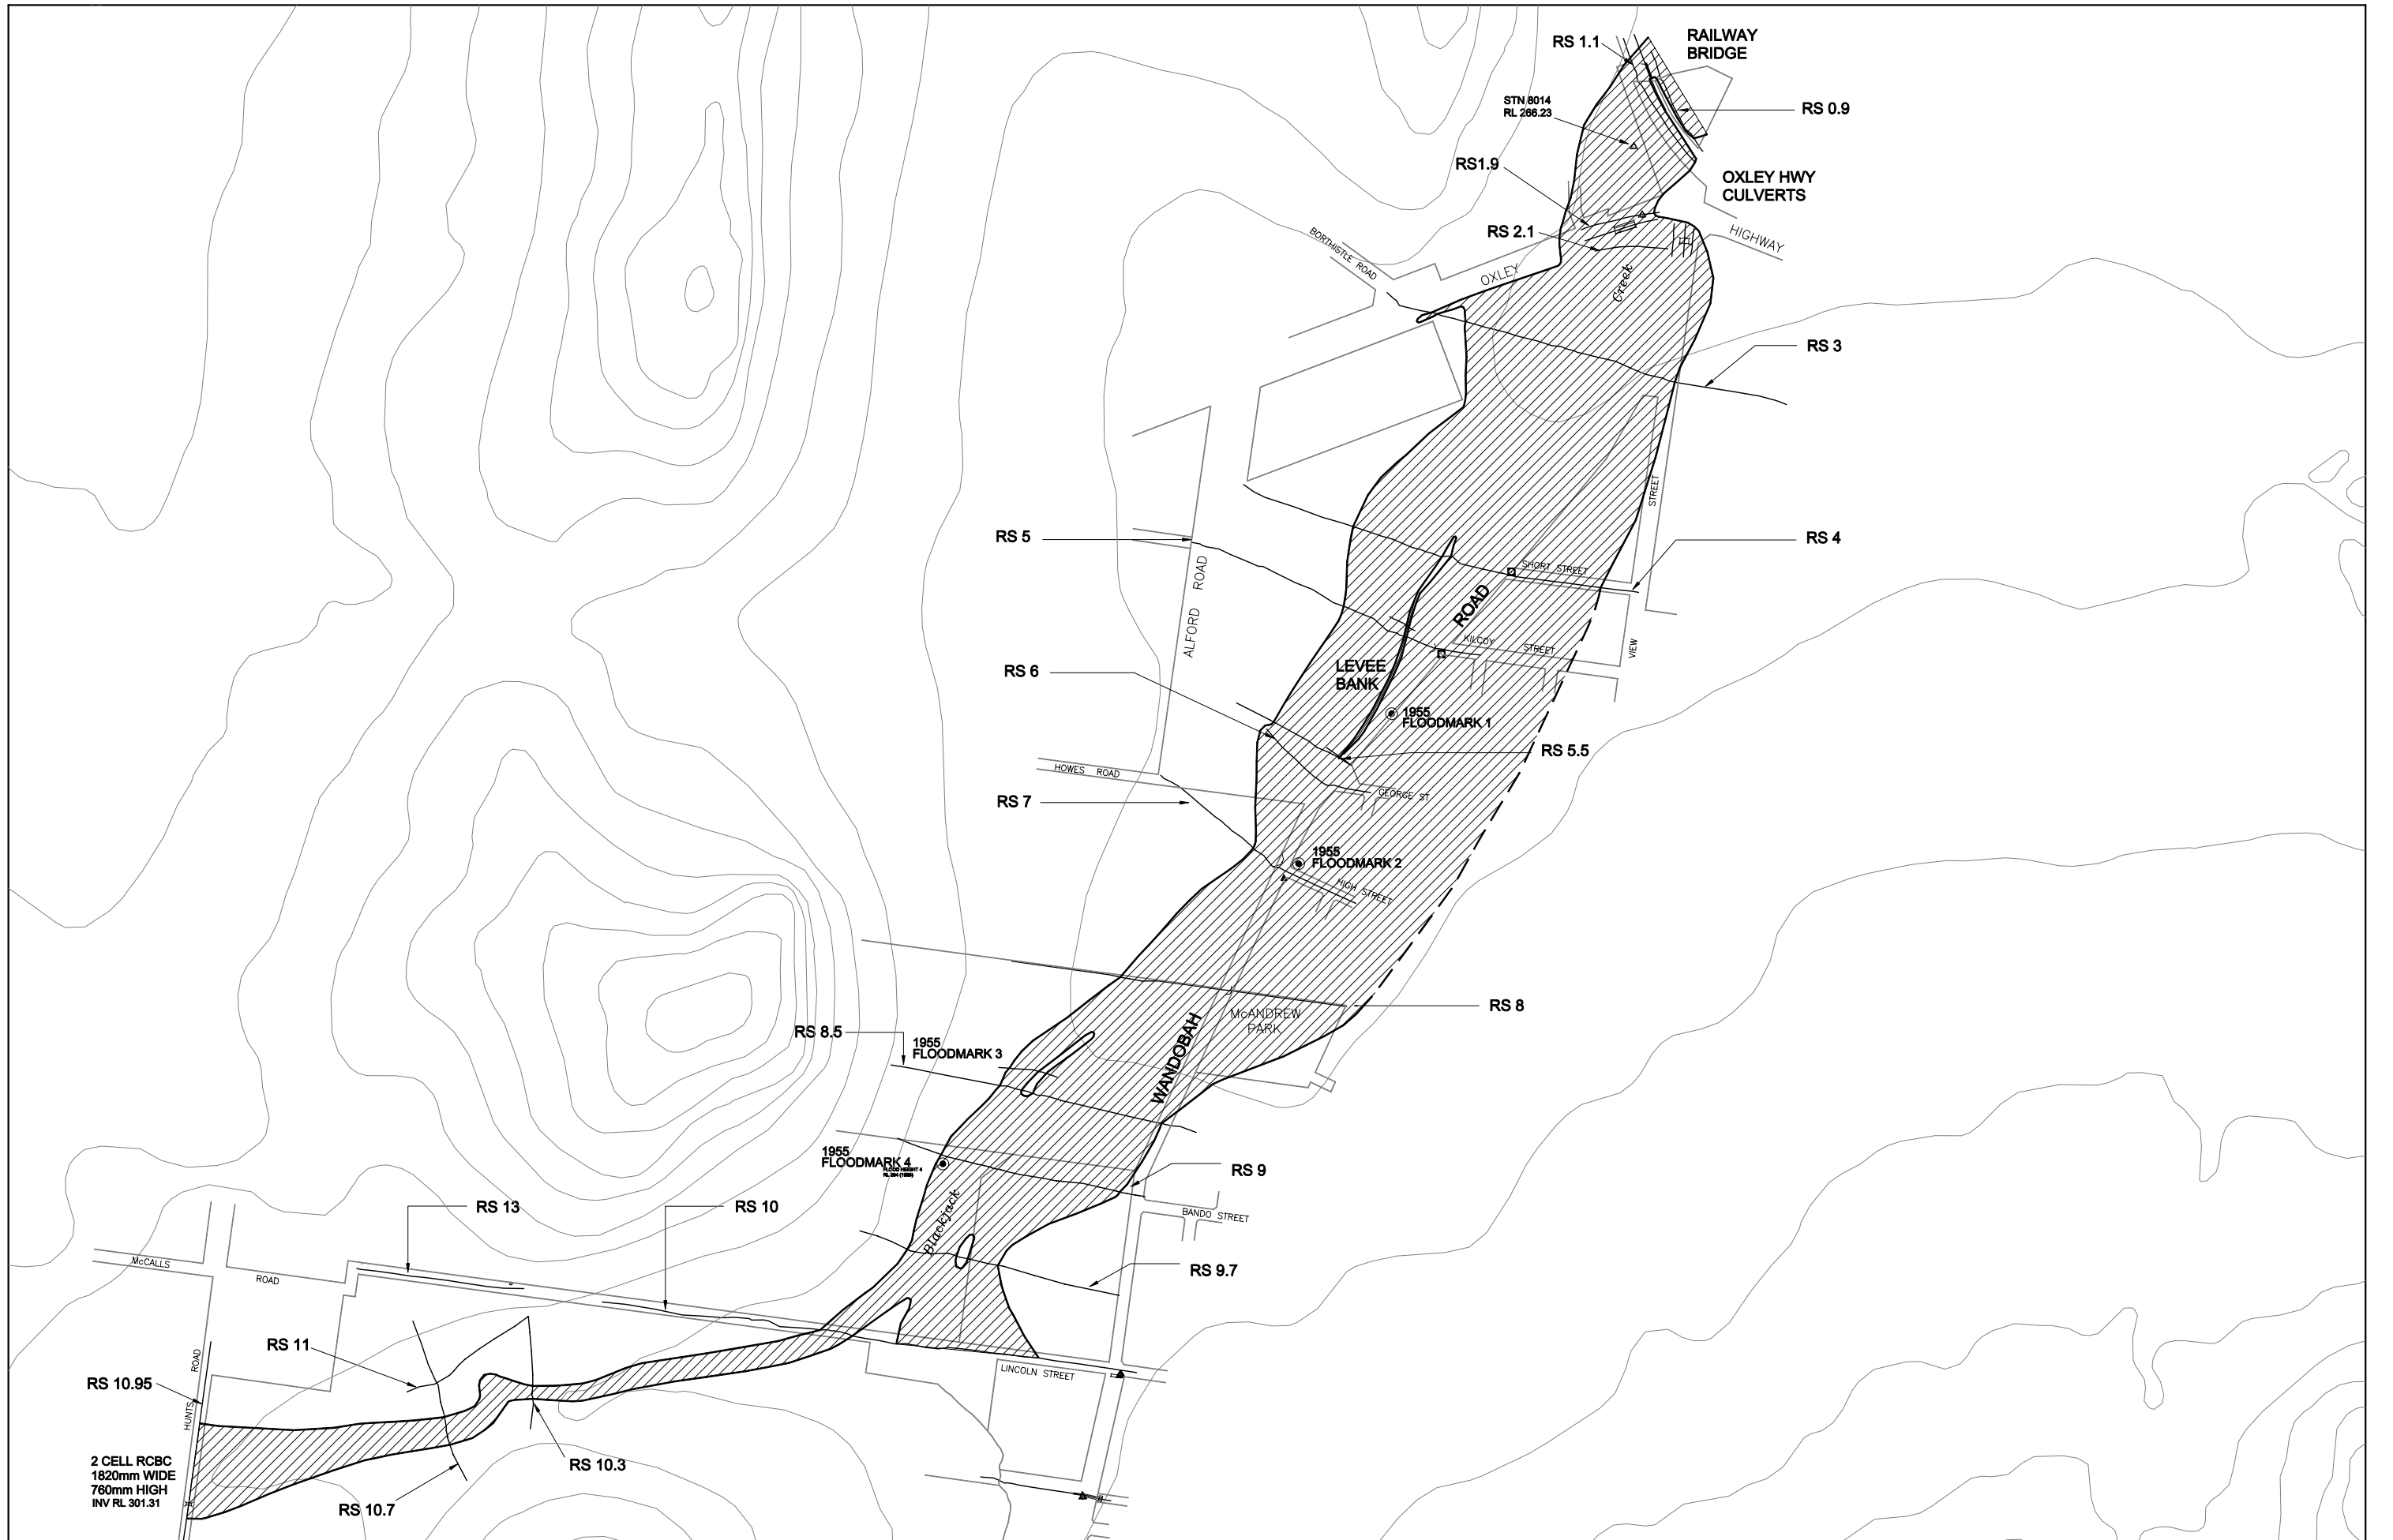 RS 1.1
RAILWAY
BRIDGE
STN 8014
RL 266.23
RS 0.9
RS1.9
OXLEY HWY
CULVERTS
RS 2.1
HIGHWAY
BORTHISTLE ROAD
OXLEY
Creek
RS 3
STREET
RS 5
RS 4
SHORT STREET
ALFORD ROAD
ROAD
KILCOY STREET
VIEW
LEVEE
BANK
RS 6
1955
FLOODMARK 1
RS 5.5
HOWES ROAD
GEORGE ST
RS 7
1955
FLOODMARK 2
HIGH STREET
RS 8
McANDREW
PARK
WANDOBAH
RS 8.5
1955
FLOODMARK 3
1955
FLOODMARK 4
FLOOD HEIGHT 4
RS 9
Blackjack
BANDO STREET
RS 13
RS 10
McCALLS
ROAD
RS 9.7
RS 11
ROAD
LINCOLN STREET
RS 10.95
HUNTS
RS 10.3
2 CELL RCBC
1820mm WIDE
760mm HIGH
INV RL 301.31
RS 10.7